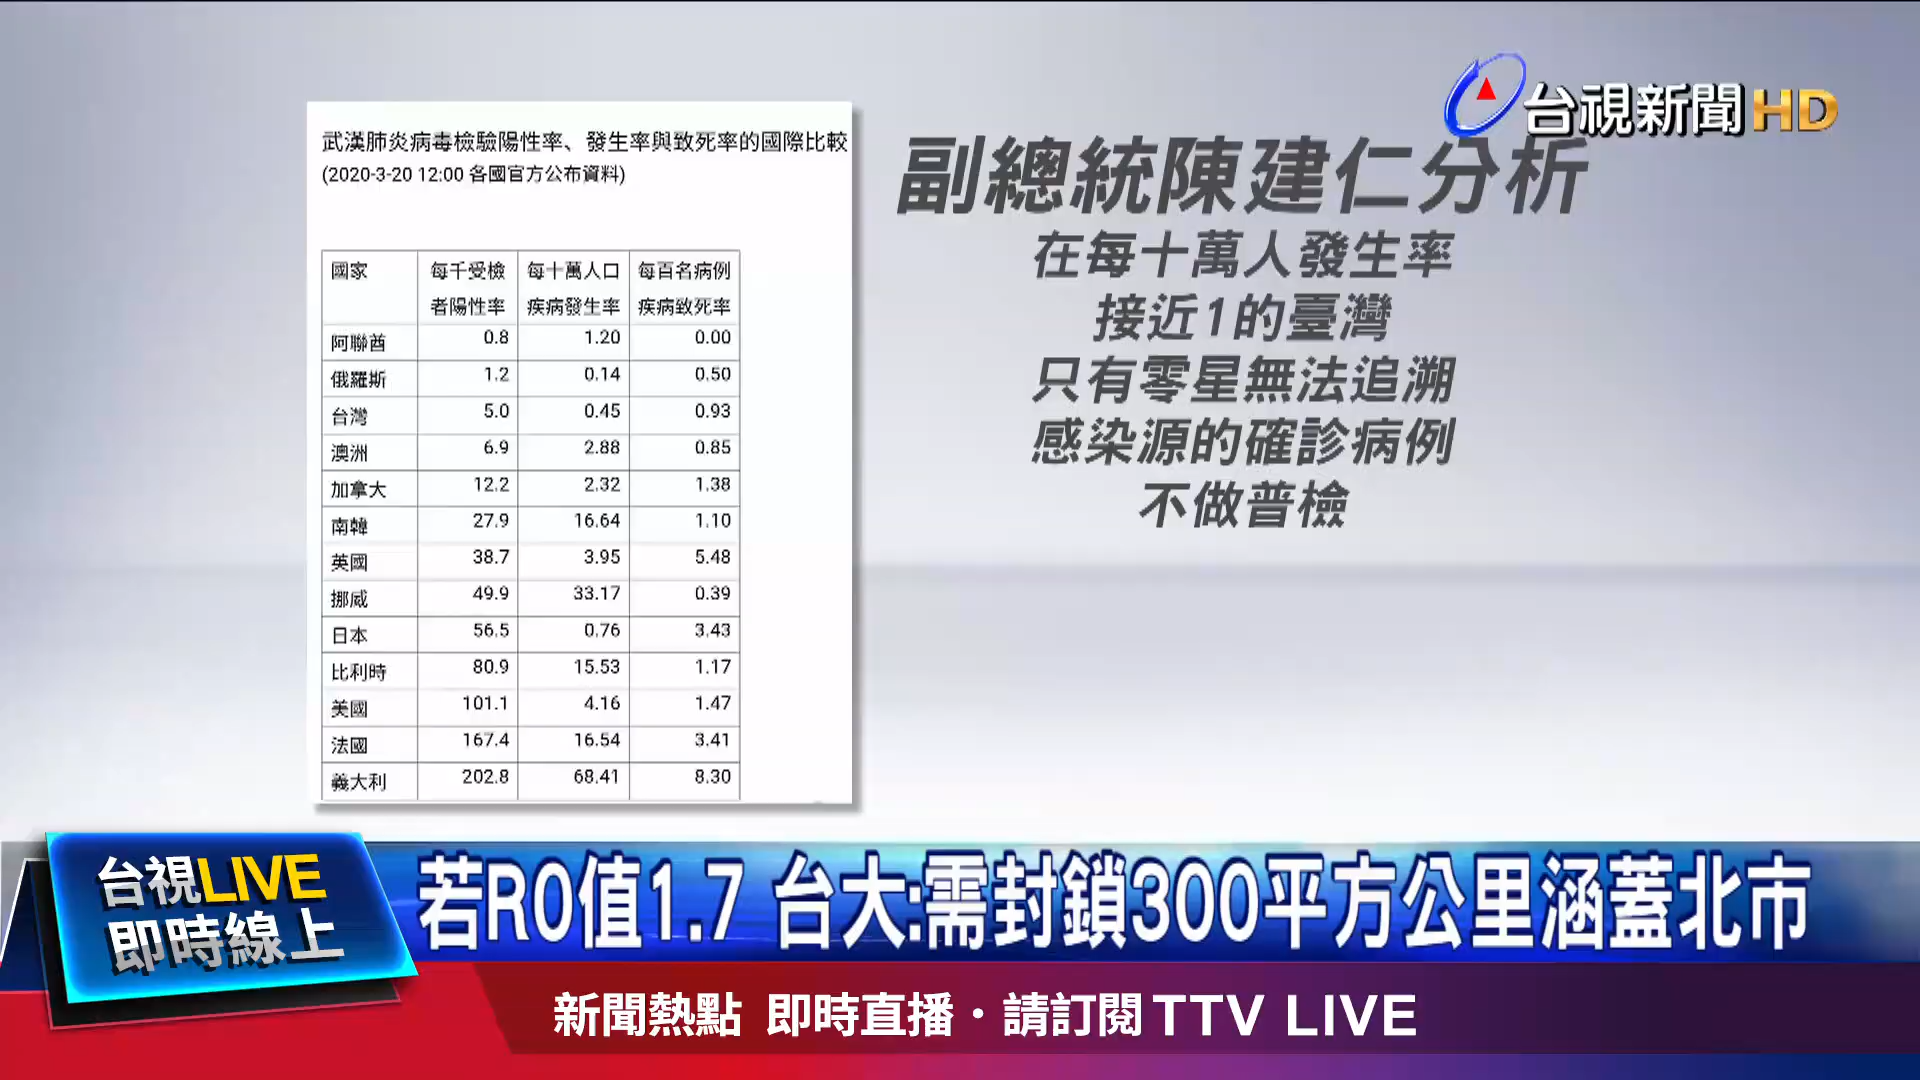 台視新聞HD
武漢肺炎病毒檢驗陽性率、發生率與致死率的國際比較
(2020-3-20 12:00 各國官方公布資料)
國家 每千受檢者陽性率 每十萬人口疾病發生率 每百名病例疾病致死率
阿聯酋 0.8 1.20 0.00
俄羅斯 1.2 0.14 0.50
台灣 5.0 0.45 0.93
澳洲 6.9 2.88 0.85
加拿大 12.2 2.32 1.38
南韓 27.9 16.64 1.10
英國 38.7 3.95 5.48
挪威 49.9 33.17 0.39
日本 56.5 0.76 3.43
比利時 80.9 15.53 1.17
美國 101.1 4.16 1.47
法國 167.4 16.54 3.41
義大利 202.8 68.41 8.30
副總統陳建仁分析
在每十萬人發生率
接近1的臺灣
只有零星無法追溯
感染源的確診病例
不做普檢
台視LIVE
即時線上
若R0值1.7 台大:需封鎖300平方公里涵蓋北市
新聞熱點 即時直播・請訂閱TTV LIVE